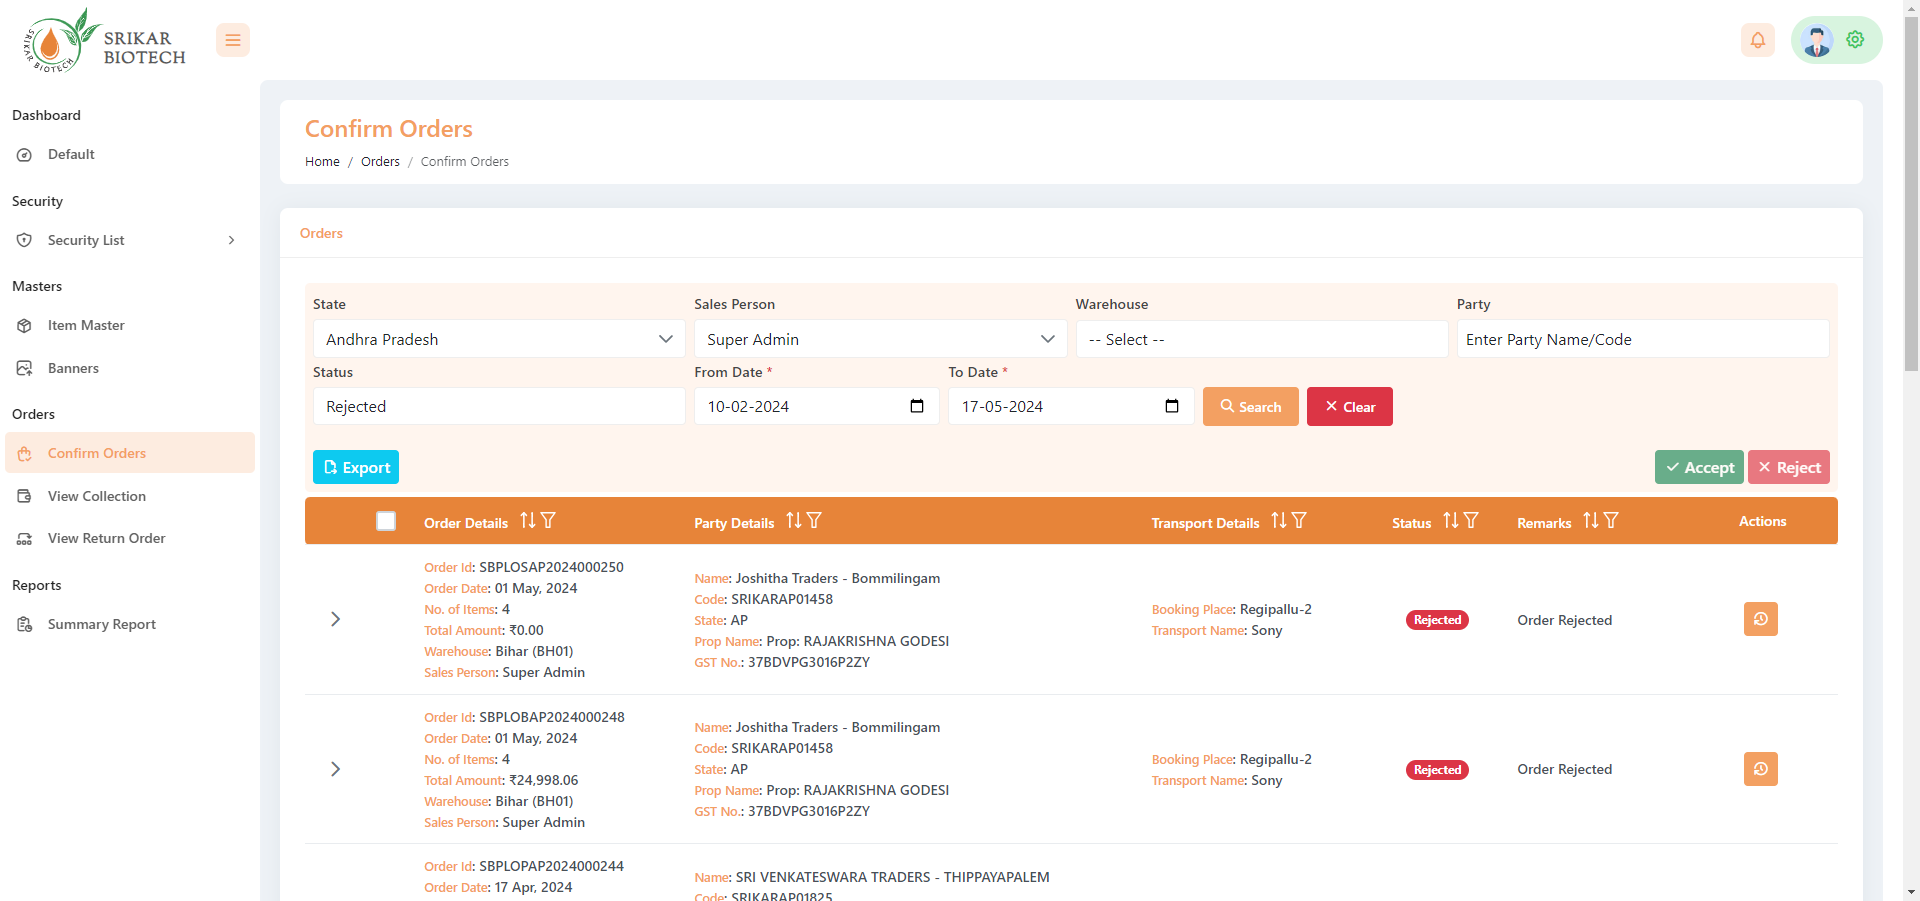 SRIKAR BIOTECH
SRIKAR
BIOTECH
Dashboard
Default
Security
Security List
Masters
Item Master
Banners
Orders
Confirm Orders
View Collection
View Return Order
Reports
Summary Report
Confirm Orders
Home / Orders / Confirm Orders
Orders
State
Sales Person
Warehouse
Party
Andhra Pradesh
Super Admin
-- Select --
Enter Party Name/Code
Status
From Date *
To Date *
Rejected
10-02-2024
17-05-2024
Search
Clear
Export
Accept
Reject
Order Details
Party Details
Transport Details
Status
Remarks
Actions
Order Id: SBPLOSAP2024000250
Order Date: 01 May, 2024
No. of Items: 4
Total Amount: ₹0.00
Warehouse: Bihar (BH01)
Sales Person: Super Admin
Name: Joshitha Traders - Bommilingam
Code: SRIKARAP01458
State: AP
Prop Name: Prop: RAJAKRISHNA GODESI
GST No.: 37BDVPG3016P2ZY
Booking Place: Regipallu-2
Transport Name: Sony
Rejected
Order Rejected
Order Id: SBPLOBAP2024000248
Order Date: 01 May, 2024
No. of Items: 4
Total Amount: ₹24,998.06
Warehouse: Bihar (BH01)
Sales Person: Super Admin
Name: Joshitha Traders - Bommilingam
Code: SRIKARAP01458
State: AP
Prop Name: Prop: RAJAKRISHNA GODESI
GST No.: 37BDVPG3016P2ZY
Booking Place: Regipallu-2
Transport Name: Sony
Rejected
Order Rejected
Order Id: SBPLOPAP2024000244
Order Date: 17 Apr, 2024
Name: SRI VENKATESWARA TRADERS - THIPPAYAPALEM
Code: SRIKARAP01825